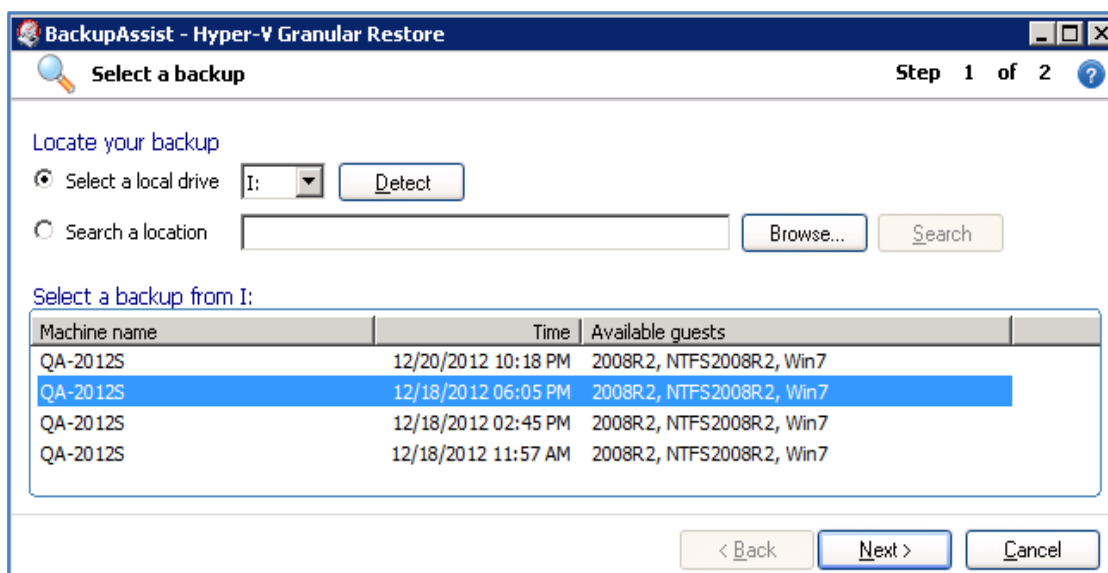 BackupAssist - Hyper-V Granular Restore
Select a backup Step 1 of 2 ?
Locate your backup
Select a local drive I: Detect
Search a location Browse... Search
Select a backup from I:
Machine name Time Available guests
QA-2012S 12/20/2012 10:18 PM 2008R2, NTFS2008R2, Win7
QA-2012S 12/18/2012 06:05 PM 2008R2, NTFS2008R2, Win7
QA-2012S 12/18/2012 02:45 PM 2008R2, NTFS2008R2, Win7
QA-2012S 12/18/2012 11:57 AM 2008R2, NTFS2008R2, Win7
< Back Next > Cancel